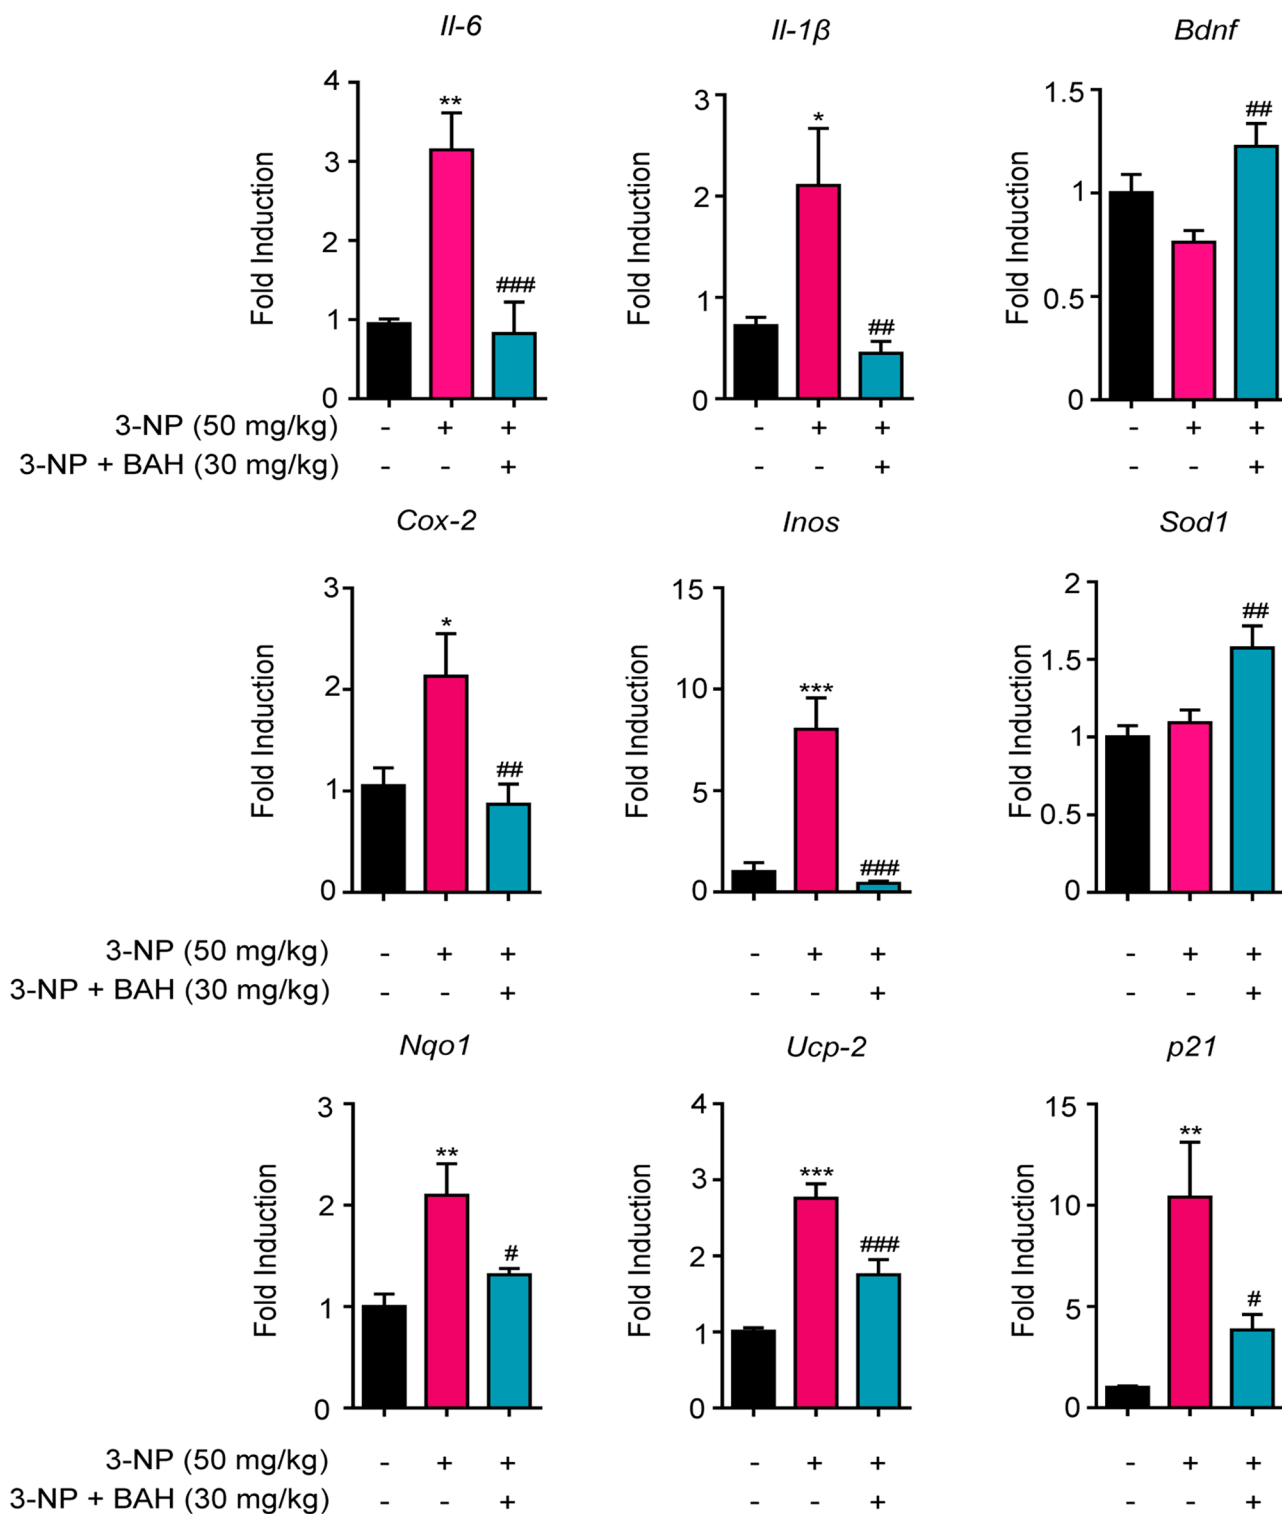 Il-6 Il-1β Bdnf
4 3 2 1 0 Fold Induction ** ###
3 2 1 0 Fold Induction * ##
1.5 1 0.5 0 Fold Induction ##
3-NP (50 mg/kg) - + + - + + - + +
3-NP + BAH (30 mg/kg) - - + - - + - - +
Cox-2 Inos Sod1
3 2 1 0 Fold Induction * ##
15 10 5 0 Fold Induction *** ###
2 1.5 1 0.5 0 Fold Induction ##
3-NP (50 mg/kg) - + + - + + - + +
3-NP + BAH (30 mg/kg) - - + - - + - - +
Nqo1 Ucp-2 p21
3 2 1 0 Fold Induction ** #
4 3 2 1 0 Fold Induction *** ###
15 10 5 0 Fold Induction ** #
3-NP (50 mg/kg) - + + - + + - + +
3-NP + BAH (30 mg/kg) - - + - - + - - +